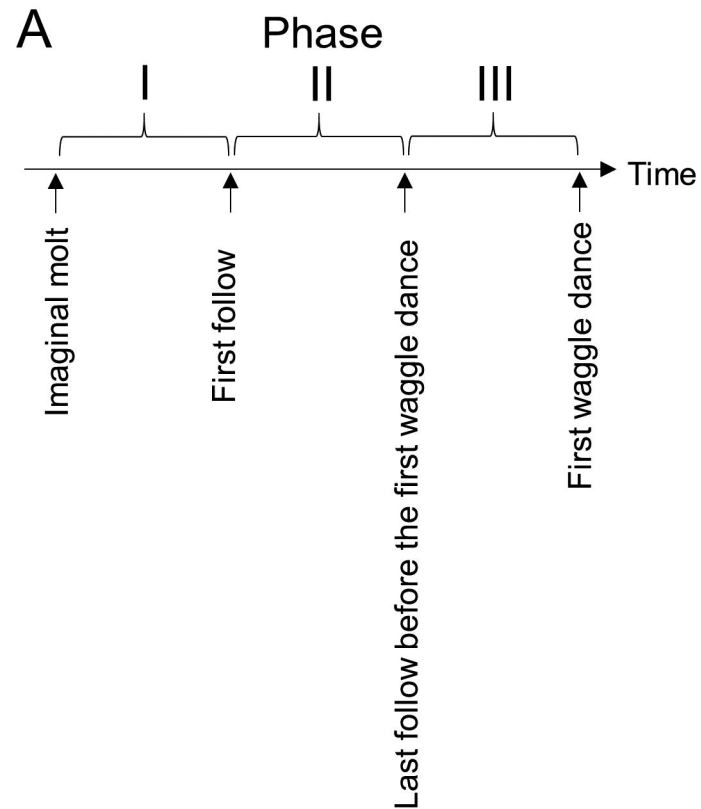 A
Phase
I
II
III
Time
Imaginal molt
First follow
Last follow before the first waggle dance
First waggle dance